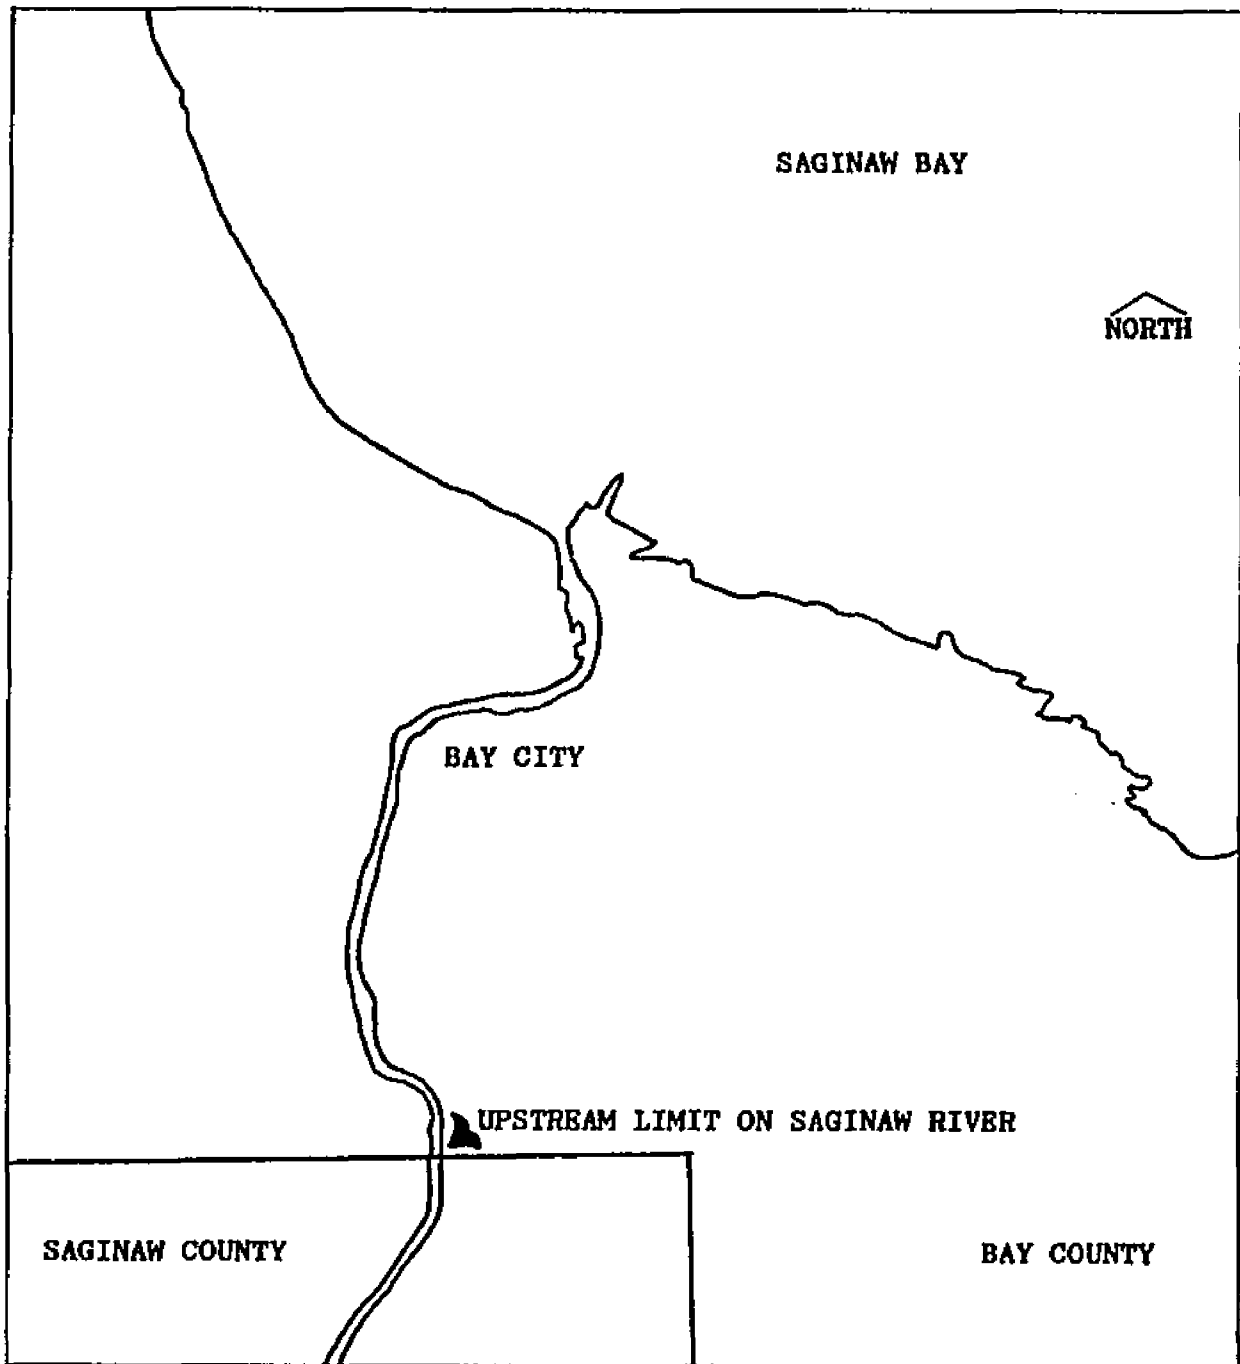 SAGINAW BAY
NORTH
BAY CITY
UPSTREAM LIMIT ON SAGINAW RIVER
SAGINAW COUNTY
BAY COUNTY